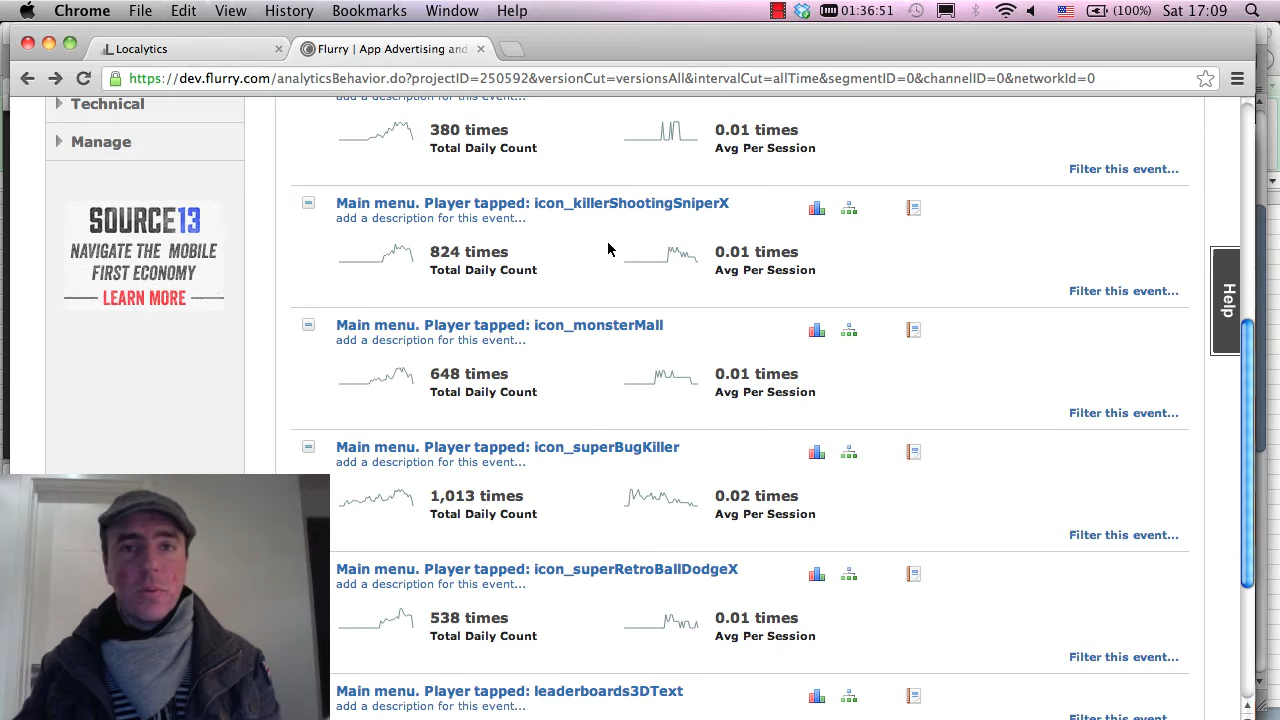 Chrome File Edit View History Bookmarks Window Help 01:36:51 (100%) Sat 17:09
Localytics
Flurry | App Advertising and
https://dev.flurry.com/analyticsBehavior.do?projectID=250592&versionCut=versionsAll&intervalCut=allTime&segmentID=0&channelID=0&networkId=0
Technical
Manage
SOURCE13
NAVIGATE THE MOBILE
FIRST ECONOMY
LEARN MORE
add a description for this event...
380 times
Total Daily Count
0.01 times
Avg Per Session
Filter this event...
Main menu. Player tapped: icon_killerShootingSniperX
add a description for this event...
824 times
Total Daily Count
0.01 times
Avg Per Session
Filter this event...
Main menu. Player tapped: icon_monsterMall
add a description for this event...
648 times
Total Daily Count
0.01 times
Avg Per Session
Filter this event...
Main menu. Player tapped: icon_superBugKiller
add a description for this event...
1,013 times
Total Daily Count
0.02 times
Avg Per Session
Filter this event...
Main menu. Player tapped: icon_superRetroBallDodgeX
add a description for this event...
538 times
Total Daily Count
0.01 times
Avg Per Session
Filter this event...
Main menu. Player tapped: leaderboards3DText
add a description for this event...
Filter this event...
Help